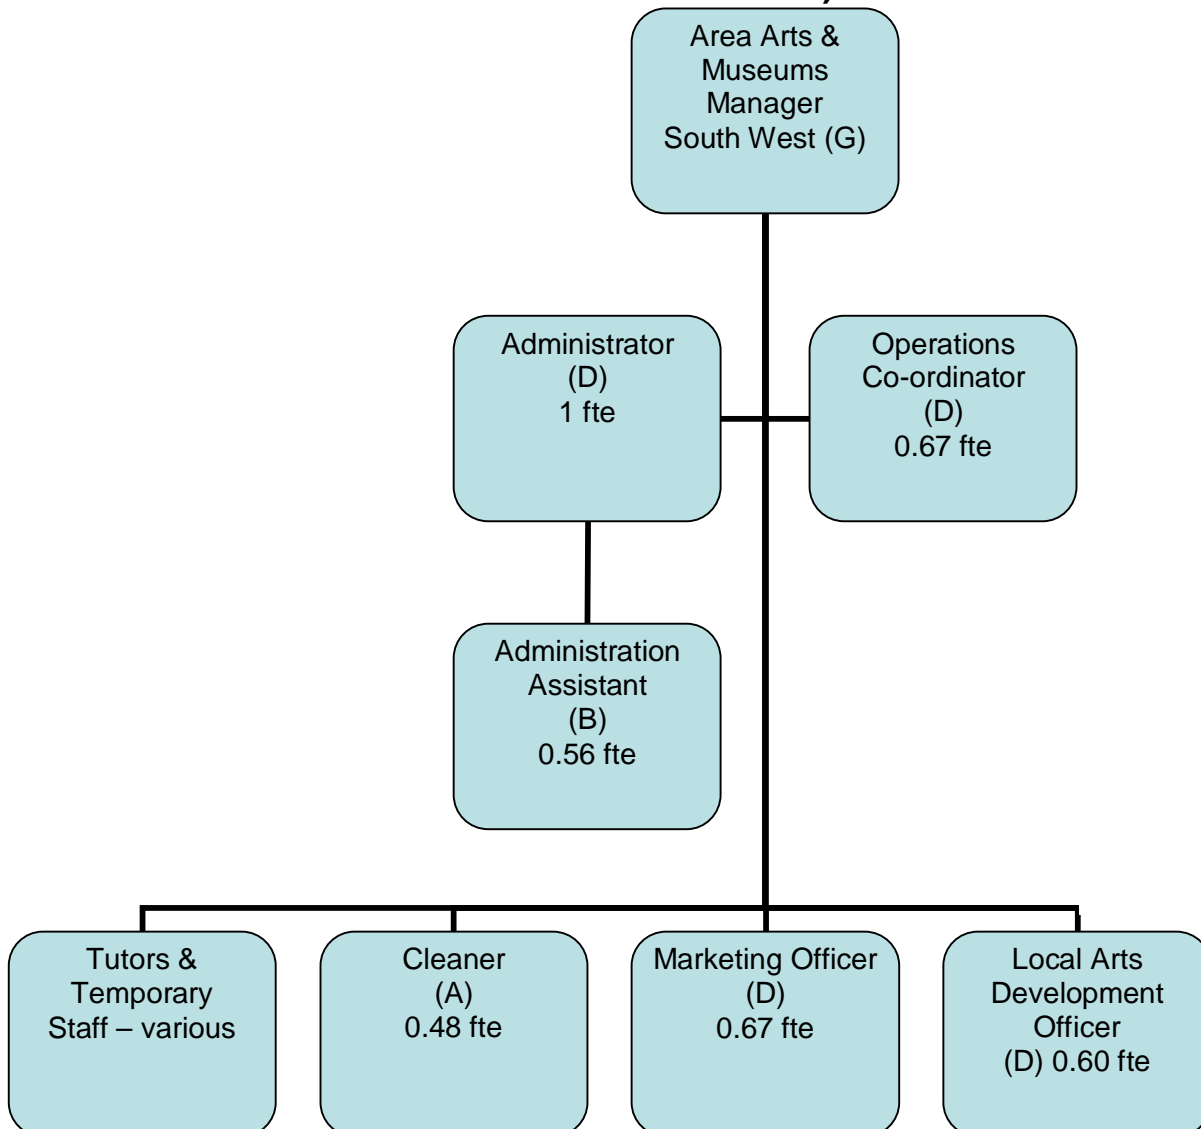 Area Arts &
Museums
Manager
South West (G)
Administrator
(D)
1 fte
Operations
Co-ordinator
(D)
0.67 fte
Administration
Assistant
(B)
0.56 fte
Tutors &
Temporary
Staff – various
Cleaner
(A)
0.48 fte
Marketing Officer
(D)
0.67 fte
Local Arts
Development
Officer
(D) 0.60 fte